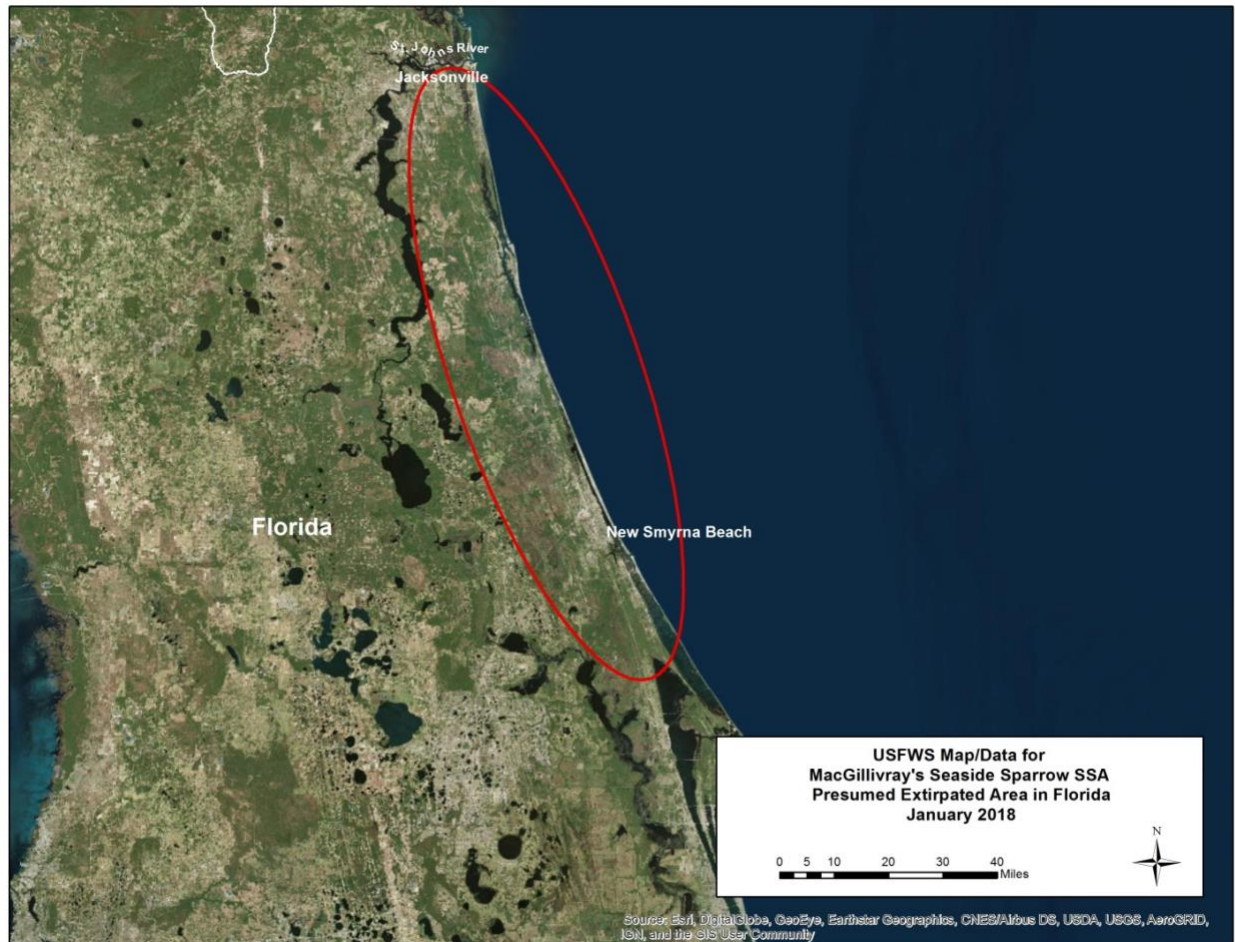 St. Johns River
Jacksonville
Florida
New Smyrna Beach
USFWS Map/Data for
MacGillivray's Seaside Sparrow SSA
Presumed Extirpated Area in Florida
January 2018
N
0 5 10 20 30 40
Miles
Source: Esri, DigitalGlobe, GeoEye, Earthstar Geographics, CNES/Airbus DS, USDA, USGS, AeroGRID,
IGN, and the GIS User Community